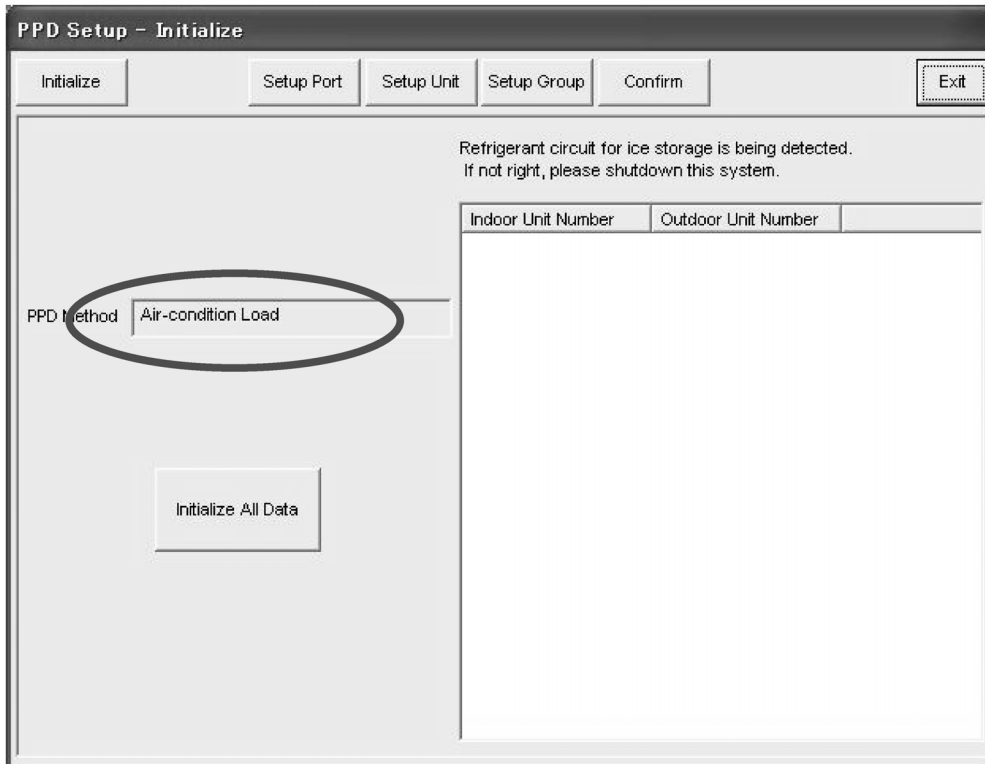 PPD Setup - Initialize
Initialize Setup Port Setup Unit Setup Group Confirm Exit
Refrigerant circuit for ice storage is being detected.
If not right, please shutdown this system.
Indoor Unit Number Outdoor Unit Number
PPD Method Air-condition Load
Initialize All Data